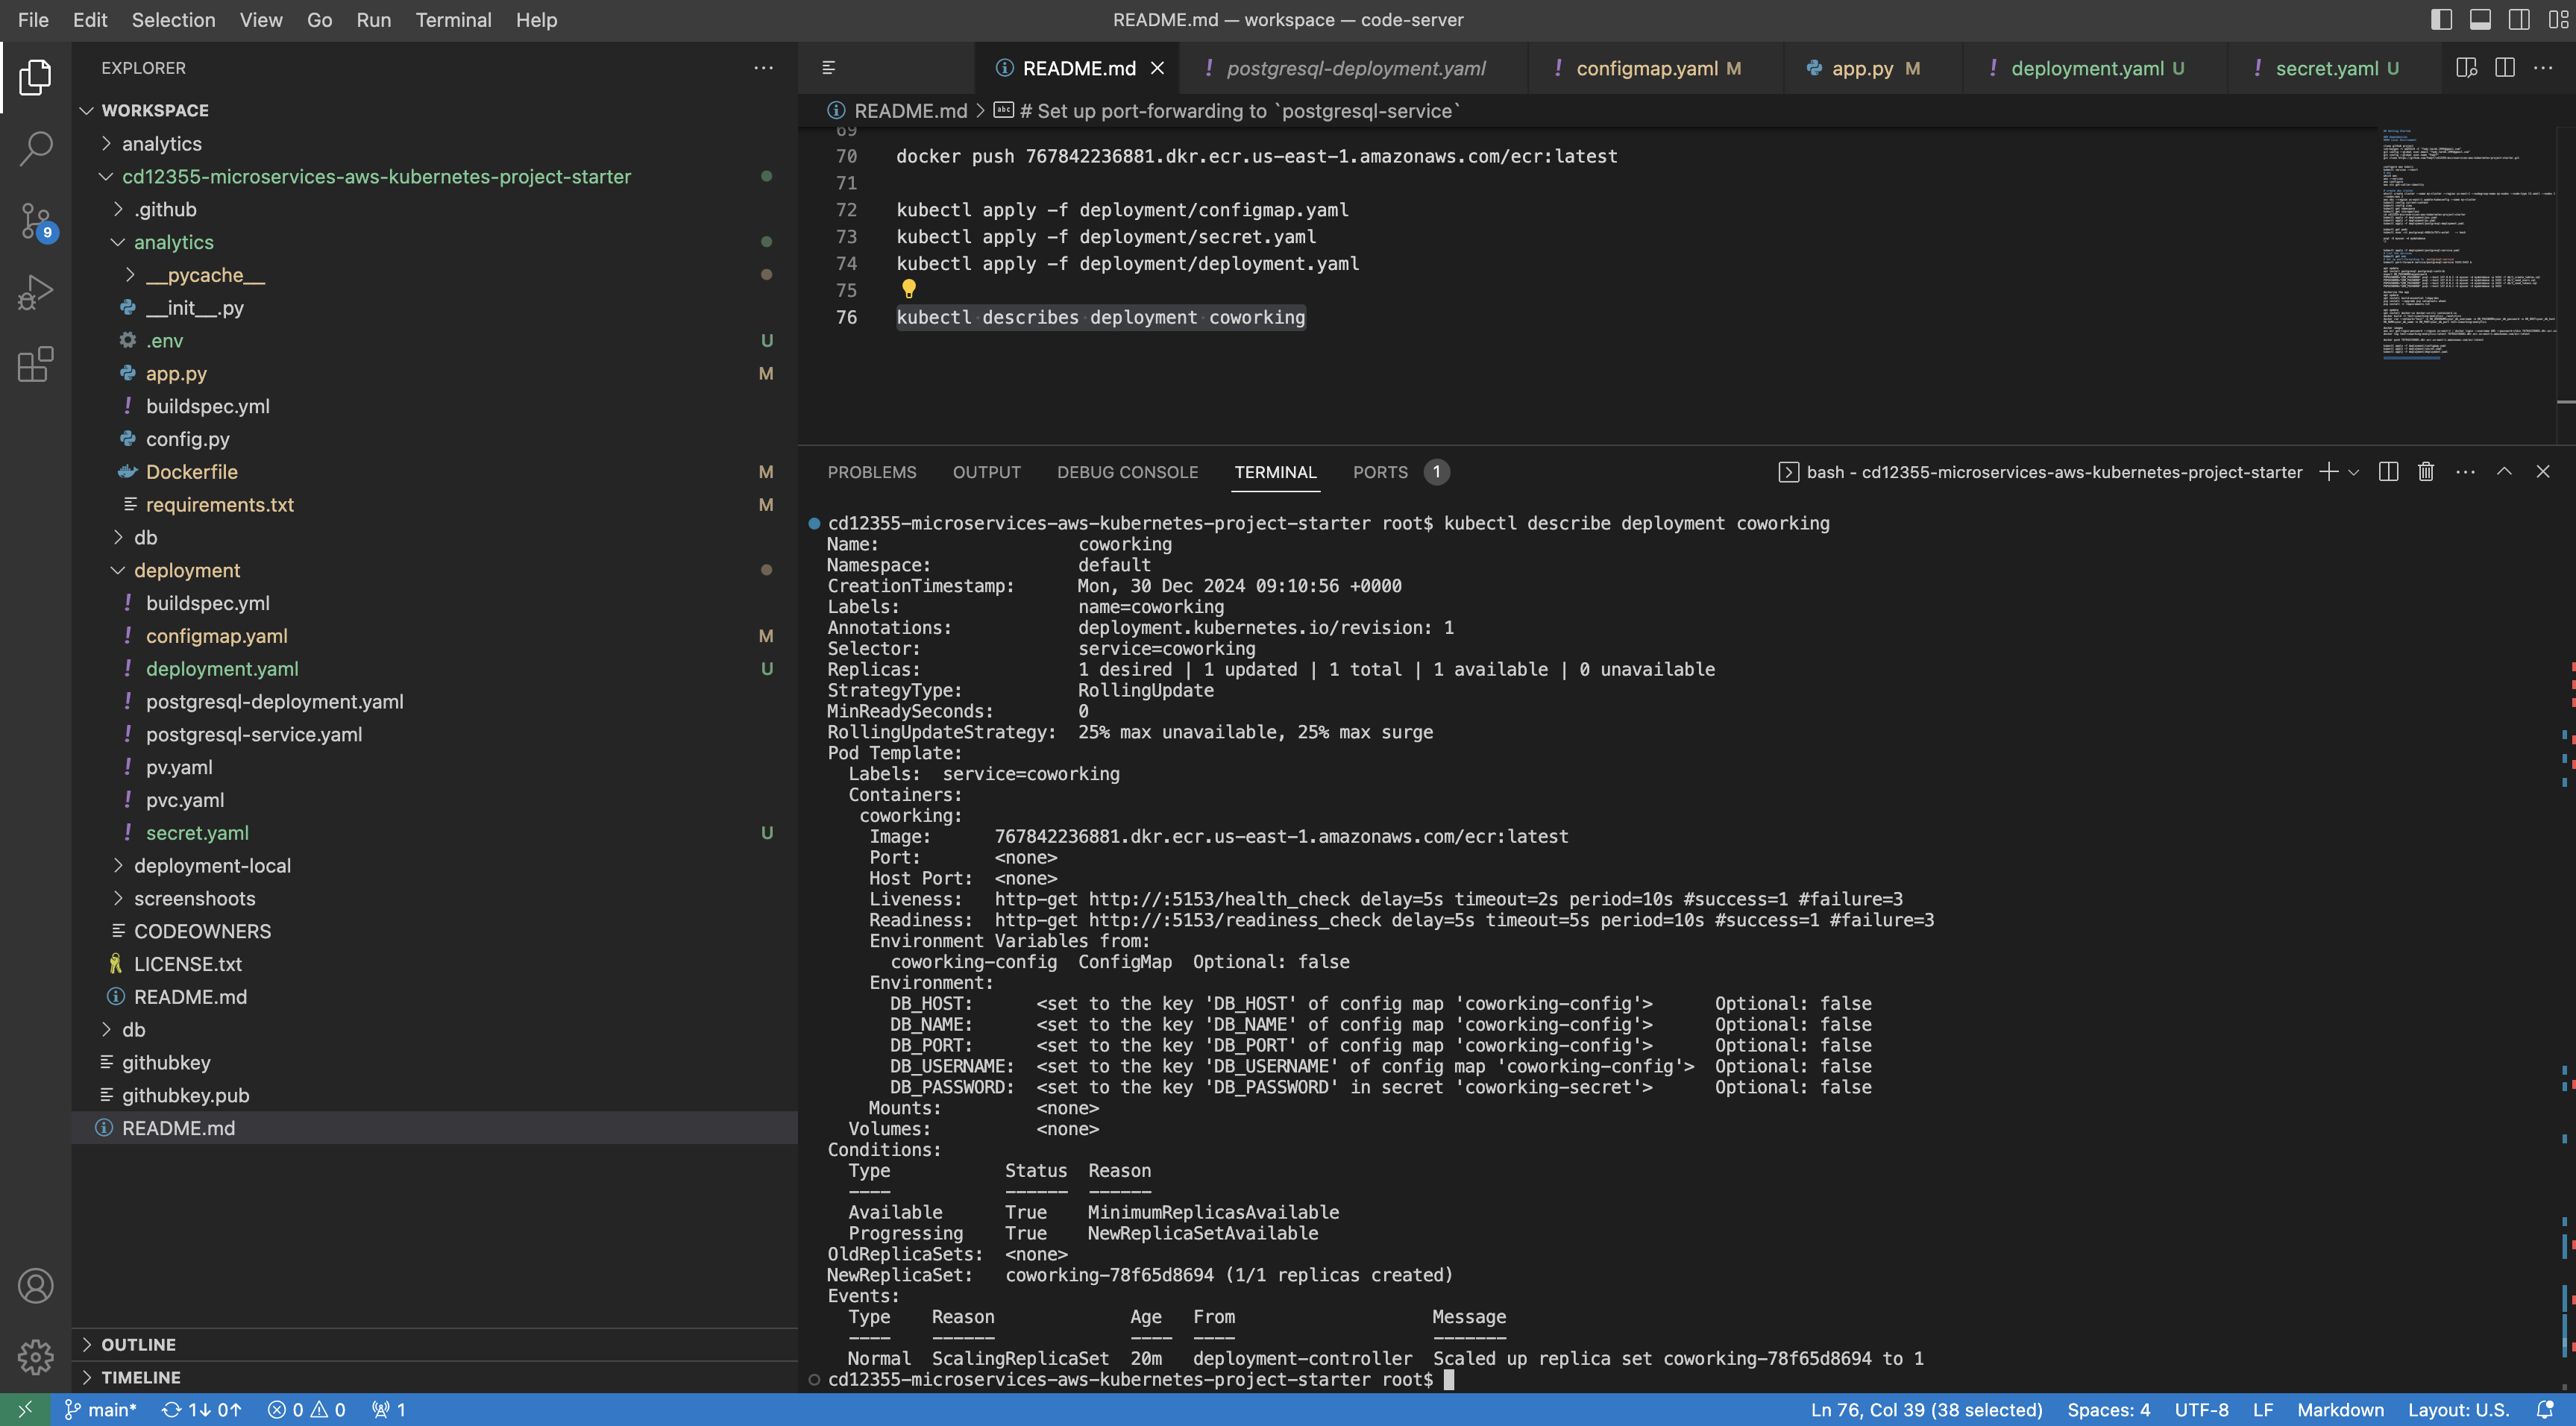 File Edit Selection View Go Run Terminal Help
README.md — workspace — code-server
EXPLORER
WORKSPACE
analytics
cd12355-microservices-aws-kubernetes-project-starter
.github
analytics
__pycache__
__init__.py
.env U
app.py M
buildspec.yml
config.py
Dockerfile M
requirements.txt M
db
deployment
buildspec.yml
configmap.yaml M
deployment.yaml U
postgresql-deployment.yaml
postgresql-service.yaml
pv.yaml
pvc.yaml
secret.yaml U
deployment-local
screenshoots
CODEOWNERS
LICENSE.txt
README.md
db
githubkey
githubkey.pub
README.md
OUTLINE
TIMELINE
9
README.md postgresql-deployment.yaml configmap.yaml M app.py M deployment.yaml U secret.yaml U
README.md > # Set up port-forwarding to `postgresql-service`
69
70 docker push 767842236881.dkr.ecr.us-east-1.amazonaws.com/ecr:latest
71
72 kubectl apply -f deployment/configmap.yaml
73 kubectl apply -f deployment/secret.yaml
74 kubectl apply -f deployment/deployment.yaml
75
76 kubectl describes deployment coworking
PROBLEMS OUTPUT DEBUG CONSOLE TERMINAL PORTS 1
bash - cd12355-microservices-aws-kubernetes-project-starter
cd12355-microservices-aws-kubernetes-project-starter root$ kubectl describe deployment coworking
Name: coworking
Namespace: default
CreationTimestamp: Mon, 30 Dec 2024 09:10:56 +0000
Labels: name=coworking
Annotations: deployment.kubernetes.io/revision: 1
Selector: service=coworking
Replicas: 1 desired | 1 updated | 1 total | 1 available | 0 unavailable
StrategyType: RollingUpdate
MinReadySeconds: 0
RollingUpdateStrategy: 25% max unavailable, 25% max surge
Pod Template:
Labels: service=coworking
Containers:
coworking:
Image: 767842236881.dkr.ecr.us-east-1.amazonaws.com/ecr:latest
Port: <none>
Host Port: <none>
Liveness: http-get http://:5153/health_check delay=5s timeout=2s period=10s #success=1 #failure=3
Readiness: http-get http://:5153/readiness_check delay=5s timeout=5s period=10s #success=1 #failure=3
Environment Variables from:
coworking-config ConfigMap Optional: false
Environment:
DB_HOST: <set to the key 'DB_HOST' of config map 'coworking-config'> Optional: false
DB_NAME: <set to the key 'DB_NAME' of config map 'coworking-config'> Optional: false
DB_PORT: <set to the key 'DB_PORT' of config map 'coworking-config'> Optional: false
DB_USERNAME: <set to the key 'DB_USERNAME' of config map 'coworking-config'> Optional: false
DB_PASSWORD: <set to the key 'DB_PASSWORD' in secret 'coworking-secret'> Optional: false
Mounts: <none>
Volumes: <none>
Conditions:
Type Status Reason
---- ------ ------
Available True MinimumReplicasAvailable
Progressing True NewReplicaSetAvailable
OldReplicaSets: <none>
NewReplicaSet: coworking-78f65d8694 (1/1 replicas created)
Events:
Type Reason Age From Message
---- ------ ---- ---- -------
Normal ScalingReplicaSet 20m deployment-controller Scaled up replica set coworking-78f65d8694 to 1
cd12355-microservices-aws-kubernetes-project-starter root$
main* 1↓ 0↑ 0 0 1
Ln 76, Col 39 (38 selected) Spaces: 4 UTF-8 LF Markdown Layout: U.S.